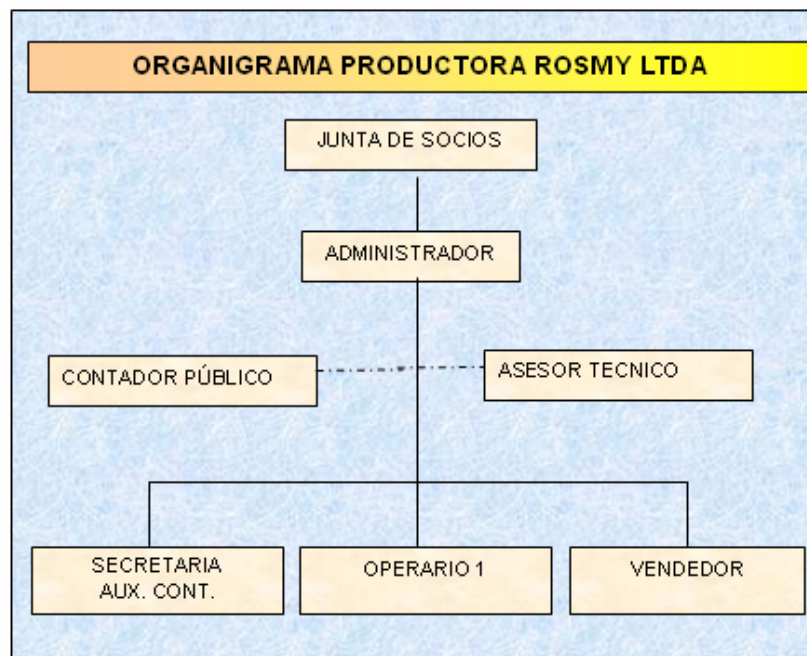 ORGANIGRAMA PRODUCTORA ROSMY LTDA
JUNTA DE SOCIOS
ADMINISTRADOR
CONTADOR PÚBLICO
ASESOR TECNICO
SECRETARIA
AUX. CONT.
OPERARIO 1
VENDEDOR